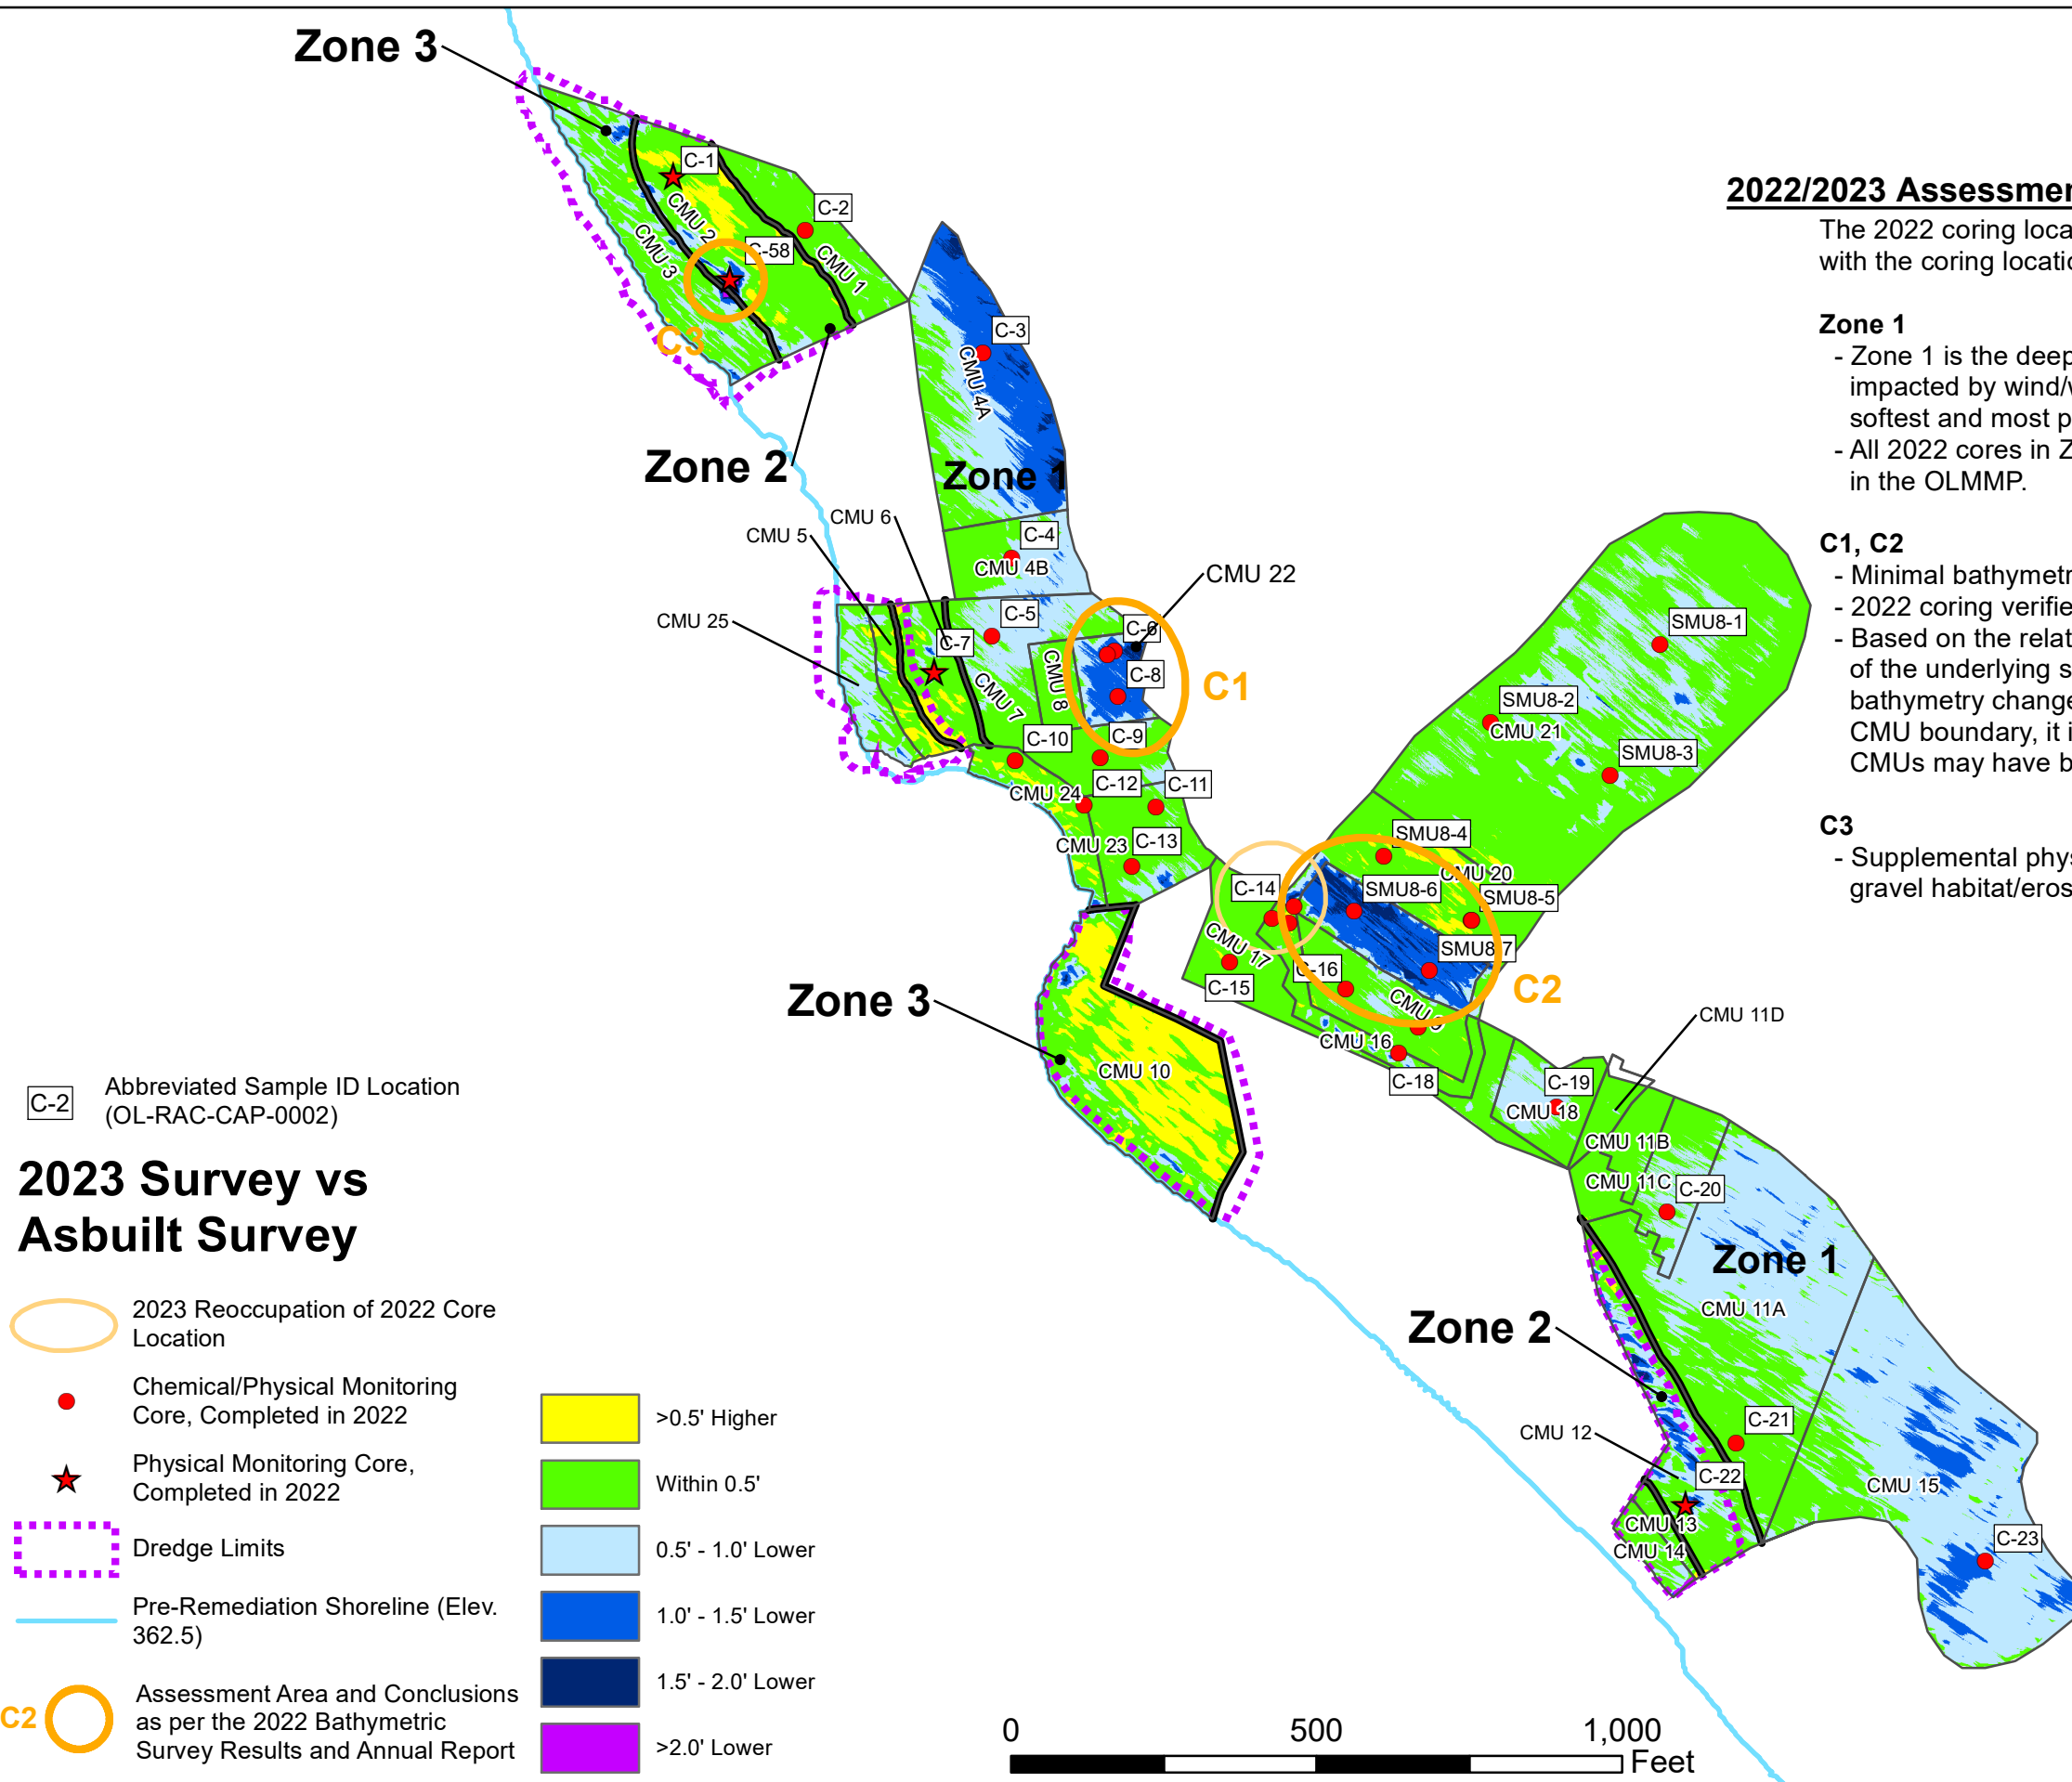 Zone 3
C-1
C-2
CMU 2
CMU 3
C-58
CMU 1
C3
Zone 2
C-3
CMU 4A
Zone 1
CMU 6
CMU 5
C-4
CMU 4B
CMU 22
CMU 25
C-5
C-6
C-7
CMU 8
C-8
C1
CMU 7
C-10
C-9
C-12
C-11
CMU 24
CMU 23
C-13
SMU8-1
SMU8-2
CMU 21
SMU8-3
SMU8-4
CMU 20
C-14
SMU8-6
SMU8-5
CMU 17
SMU8-7
C-16
C-15
C2
CMU 9
CMU 16
C-18
Zone 3
CMU 10
CMU 11D
C-19
CMU 18
CMU 11B
CMU 11C
C-20
Zone 1
CMU 11A
Zone 2
C-21
CMU 12
C-22
CMU 15
CMU 13
CMU 14
C-23
2022/2023 Assessmen
The 2022 coring loca
with the coring locatio
Zone 1
- Zone 1 is the deep
impacted by wind/w
softest and most p
- All 2022 cores in Z
in the OLMMP.
C1, C2
- Minimal bathymetr
- 2022 coring verifie
- Based on the relat
of the underlying s
bathymetry change
CMU boundary, it i
CMUs may have b
C3
- Supplemental phys
gravel habitat/eros
C-2
Abbreviated Sample ID Location
(OL-RAC-CAP-0002)
2023 Survey vs
Asbuilt Survey
2023 Reoccupation of 2022 Core
Location
Chemical/Physical Monitoring
Core, Completed in 2022
Physical Monitoring Core,
Completed in 2022
Dredge Limits
Pre-Remediation Shoreline (Elev.
362.5)
C2
Assessment Area and Conclusions
as per the 2022 Bathymetric
Survey Results and Annual Report
>0.5' Higher
Within 0.5'
0.5' - 1.0' Lower
1.0' - 1.5' Lower
1.5' - 2.0' Lower
>2.0' Lower
0 500 1,000
Feet